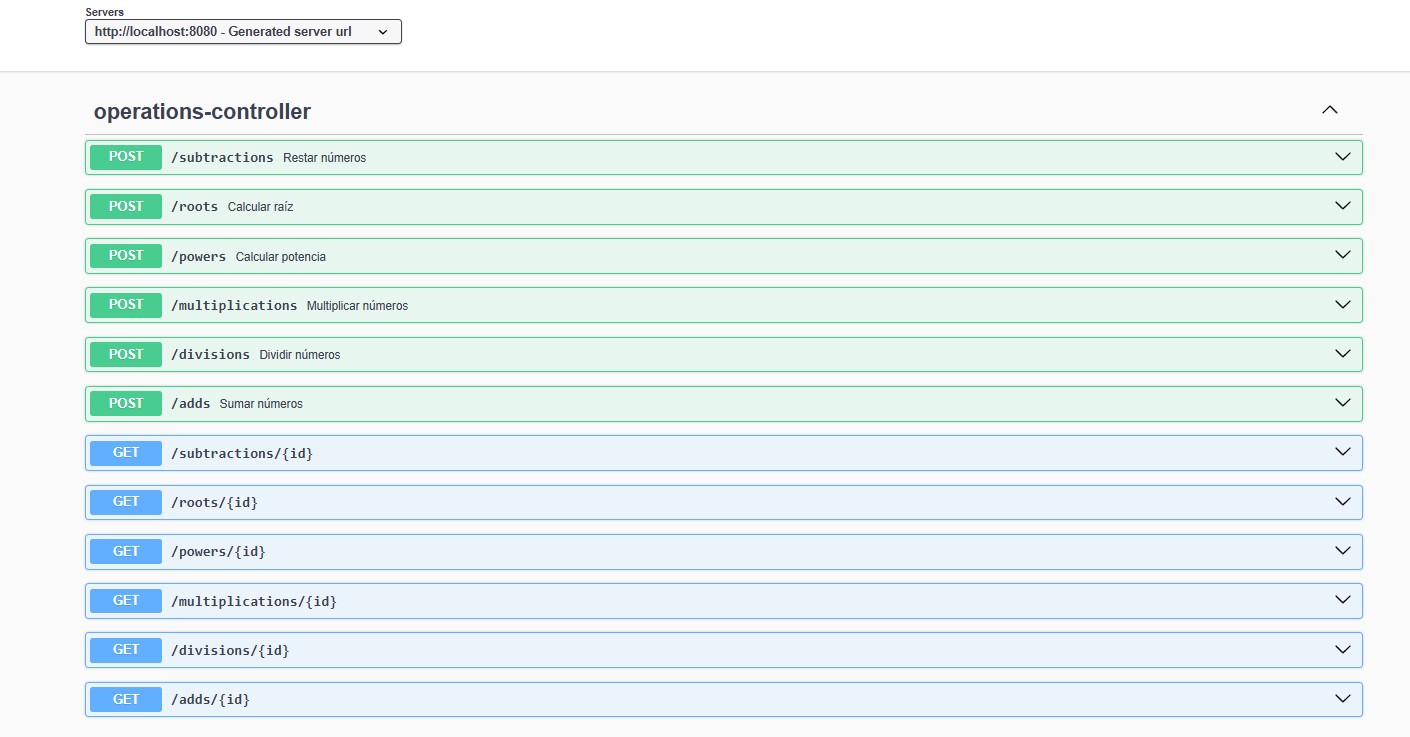 Servers
http://localhost:8080 - Generated server url
operations-controller
POST /subtractions Restar números
POST /roots Calcular raíz
POST /powers Calcular potencia
POST /multiplications Multiplicar números
POST /divisions Dividir números
POST /adds Sumar números
GET /subtractions/{id}
GET /roots/{id}
GET /powers/{id}
GET /multiplications/{id}
GET /divisions/{id}
GET /adds/{id}